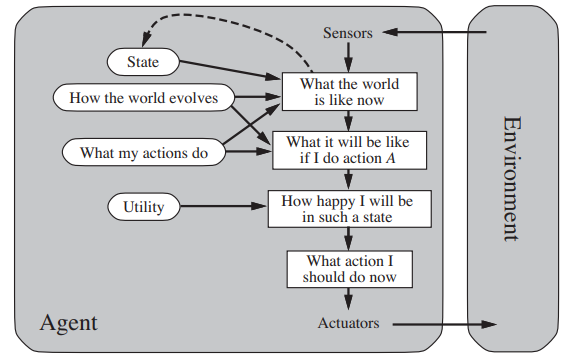 Sensors
State
What the world
is like now
How the world evolves
What it will be like
if I do action A
What my actions do
Utility
How happy I will be
in such a state
What action I
should do now
Agent
Actuators
Environment